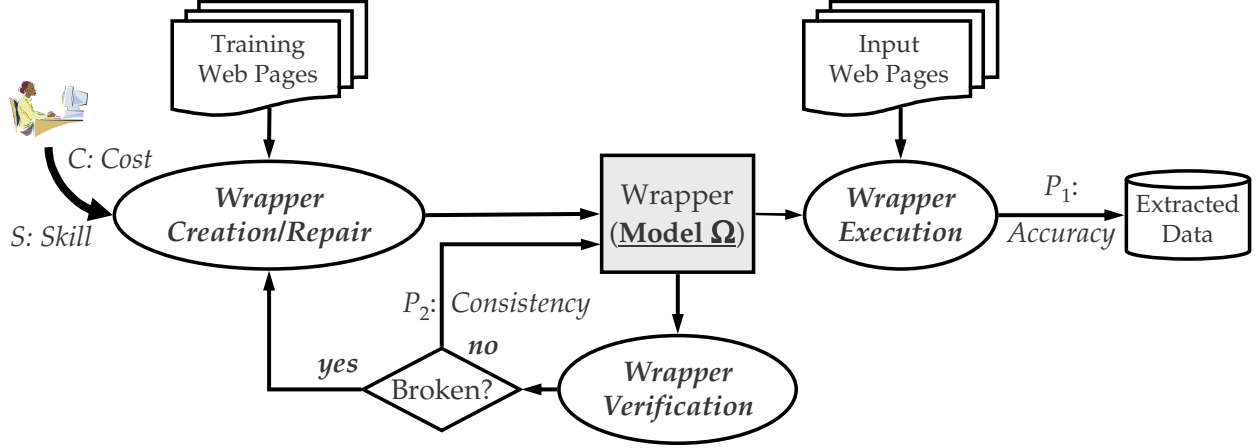 Training
Web Pages
Input
Web Pages
C: Cost
S: Skill
Wrapper
Creation/Repair
Wrapper
(Model Ω)
Wrapper
Execution
P₁:
Accuracy
Extracted
Data
P₂: Consistency
yes
no
Broken?
Wrapper
Verification